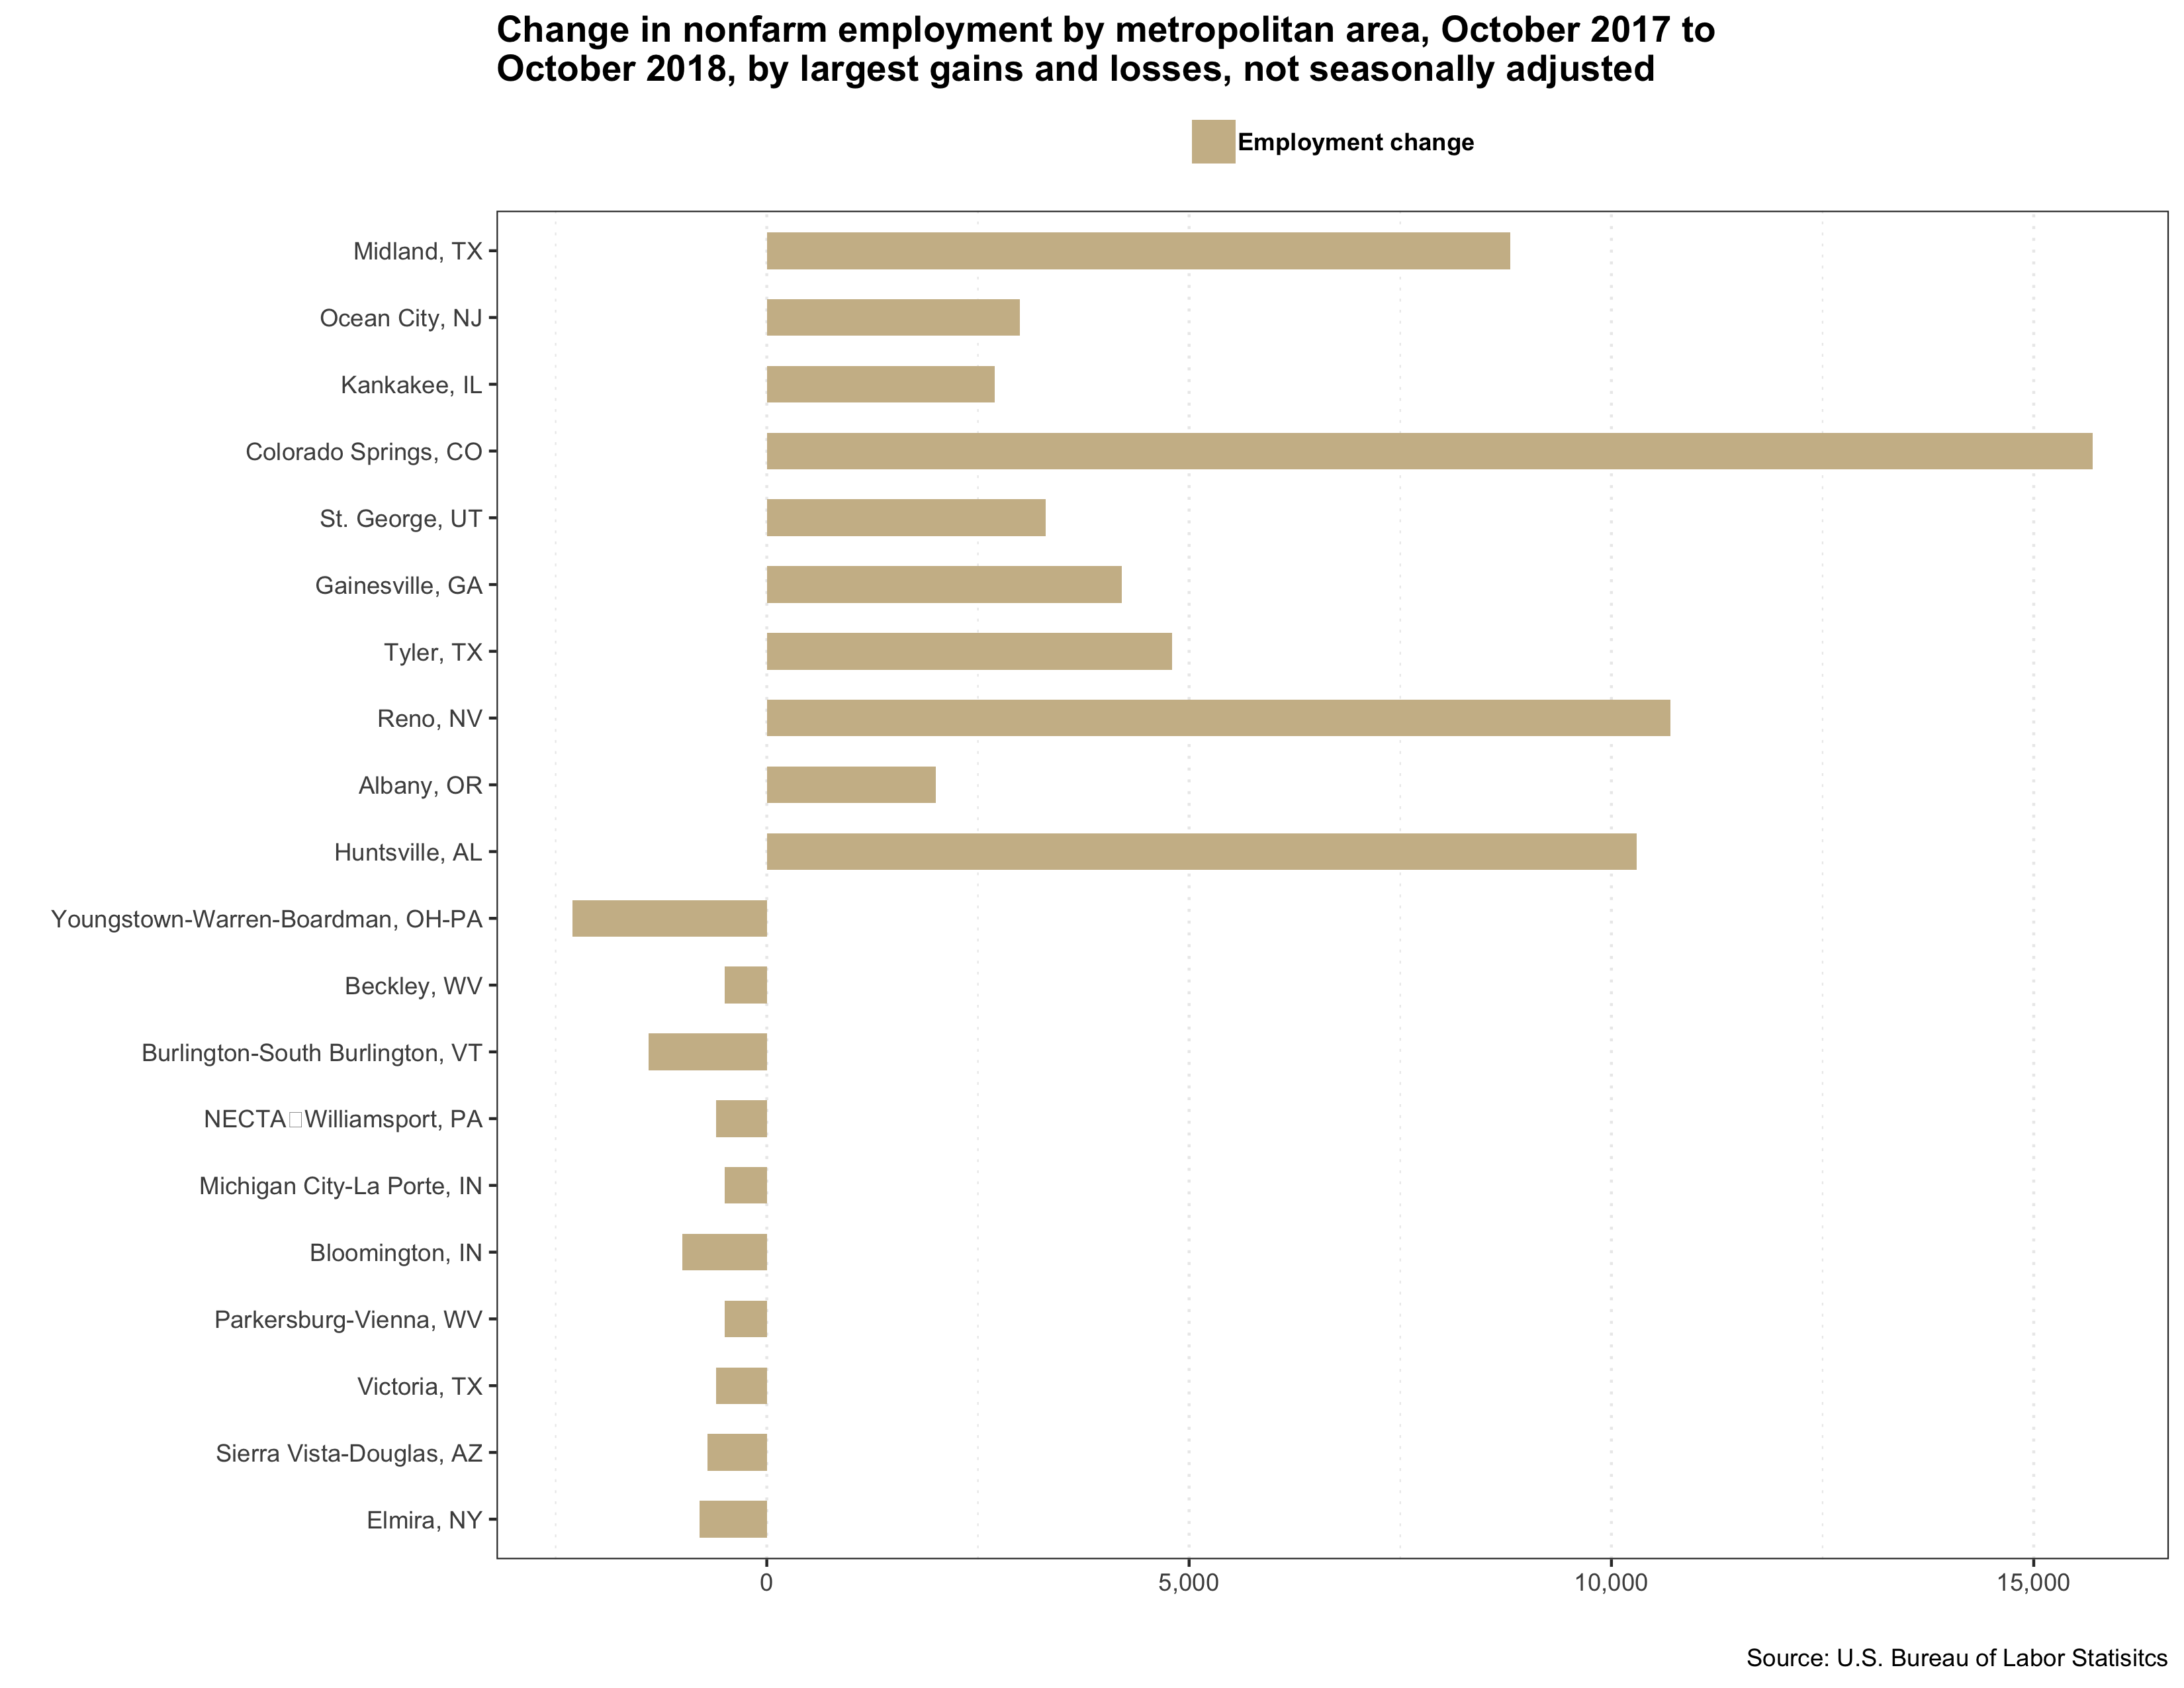 Change in nonfarm employment by metropolitan area, October 2017 to
October 2018, by largest gains and losses, not seasonally adjusted
Employment change
Midland, TX
Ocean City, NJ
Kankakee, IL
Colorado Springs, CO
St. George, UT
Gainesville, GA
Tyler, TX
Reno, NV
Albany, OR
Huntsville, AL
Youngstown-Warren-Boardman, OH-PA
Beckley, WV
Burlington-South Burlington, VT
NECTA□Williamsport, PA
Michigan City-La Porte, IN
Bloomington, IN
Parkersburg-Vienna, WV
Victoria, TX
Sierra Vista-Douglas, AZ
Elmira, NY
0
5,000
10,000
15,000
Source: U.S. Bureau of Labor Statisitcs